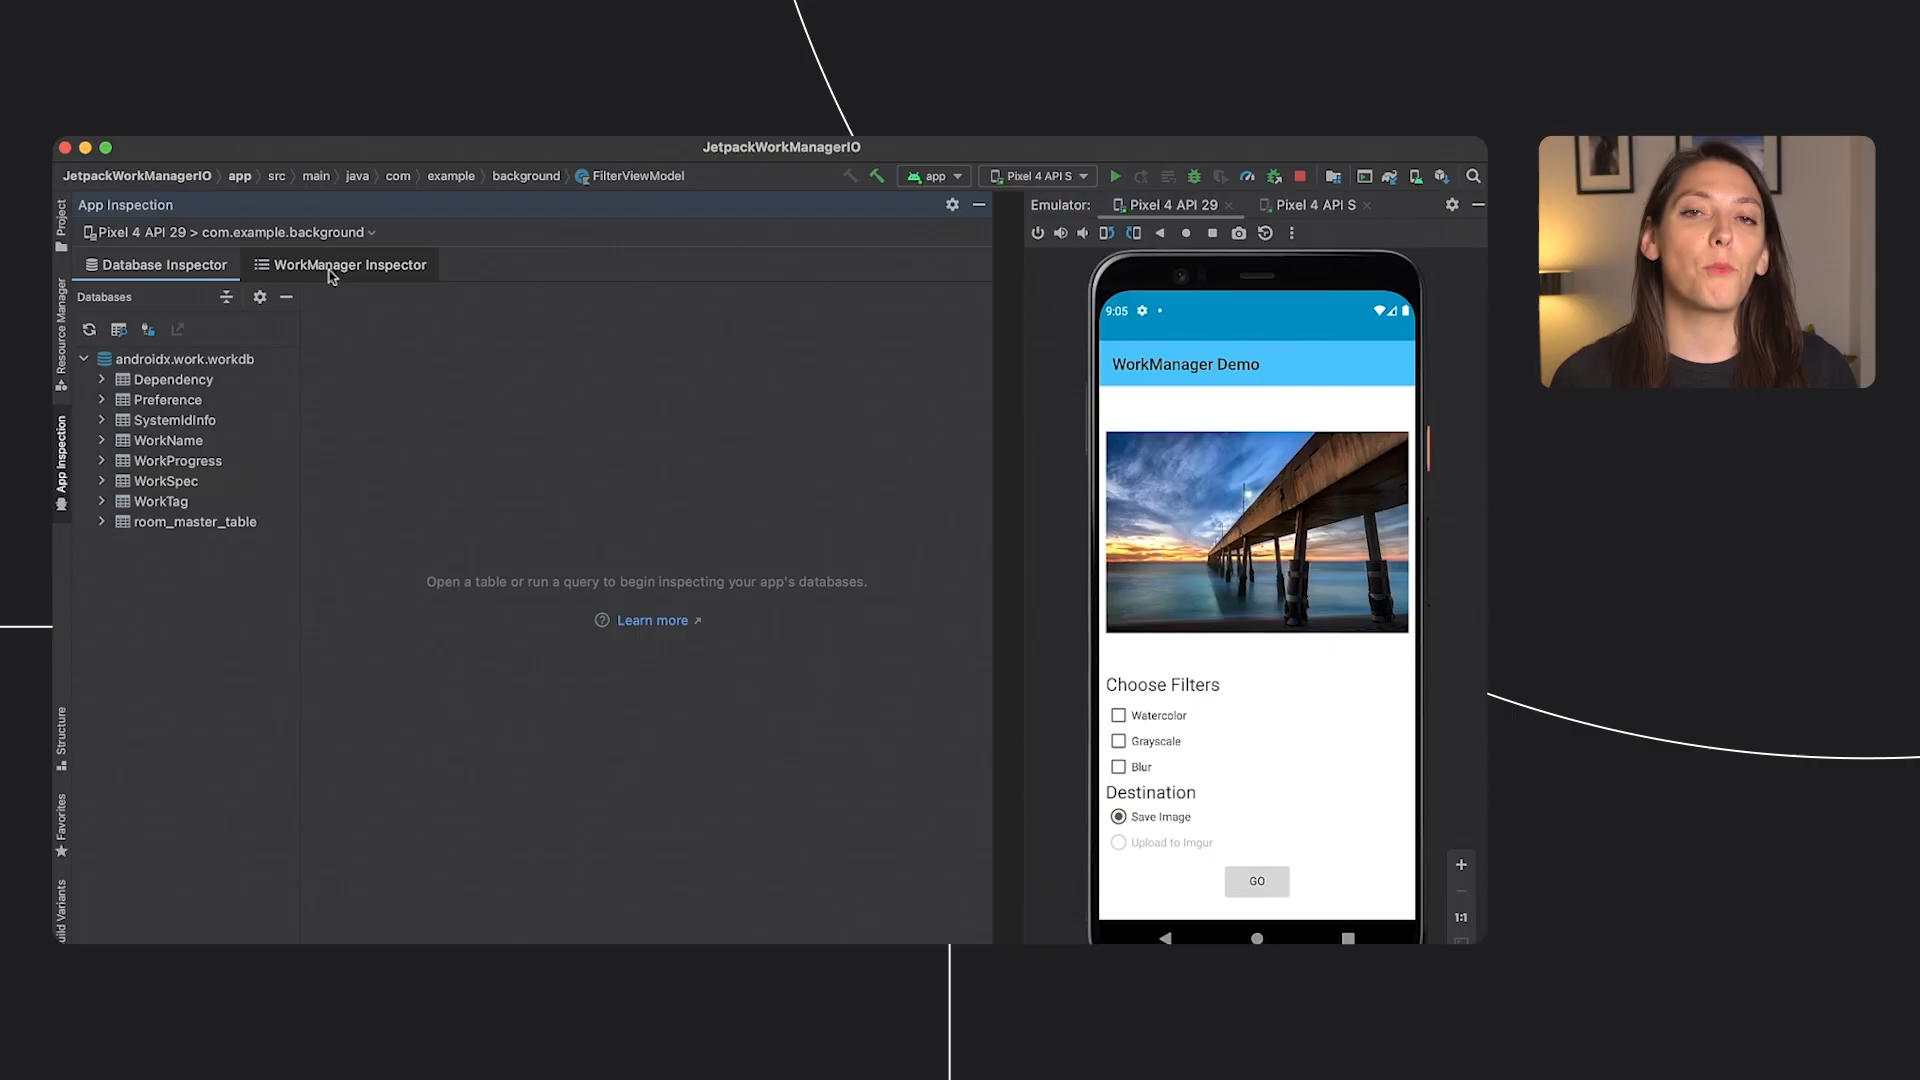 JetpackWorkManagerIO
JetpackWorkManagerIO app src main java com example background FilterViewModel app Pixel 4 API S
App Inspection
Pixel 4 API 29 > com.example.background
Database Inspector WorkManager Inspector
Databases
androidx.work.workdb
Dependency
Preference
SystemIdInfo
WorkName
WorkProgress
WorkSpec
WorkTag
room_master_table
Open a table or run a query to begin inspecting your app's databases.
Learn more
Project
Resource Manager
App Inspection
Structure
Favorites
uild Variants
Emulator: Pixel 4 API 29 Pixel 4 API S
9:05
WorkManager Demo
Choose Filters
Watercolor
Grayscale
Blur
Destination
Save Image
Upload to Imgur
GO
1:1